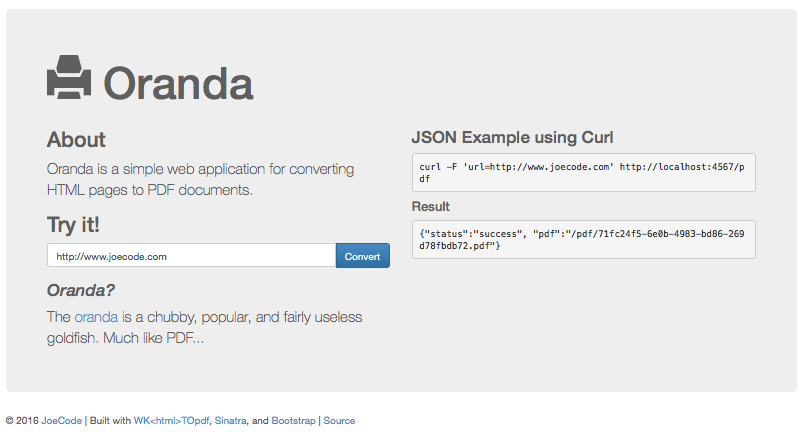 Oranda
About
Oranda is a simple web application for converting
HTML pages to PDF documents.
Try it!
http://www.joecode.com
Convert
Oranda?
The oranda is a chubby, popular, and fairly useless
goldfish. Much like PDF...
JSON Example using Curl
curl -F 'url=http://www.joecode.com' http://localhost:4567/p
df
Result
{"status":"success", "pdf":"/pdf/71fc24f5-6e0b-4983-bd86-269
d78fbdb72.pdf"}
© 2016 JoeCode | Built with WK<html>TOpdf, Sinatra, and Bootstrap | Source